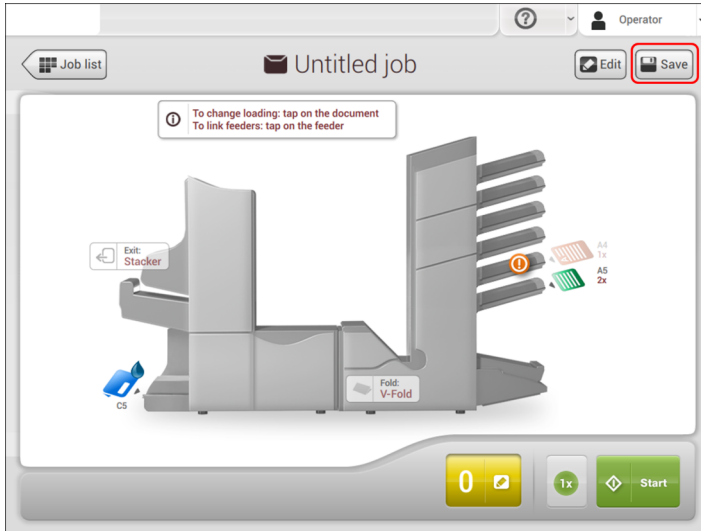 Operator
Job list
Untitled job
Edit
Save
To change loading: tap on the document
To link feeders: tap on the feeder
Exit:
Stacker
A4
1x
A5
2x
C5
Fold:
V-Fold
0
1x
Start